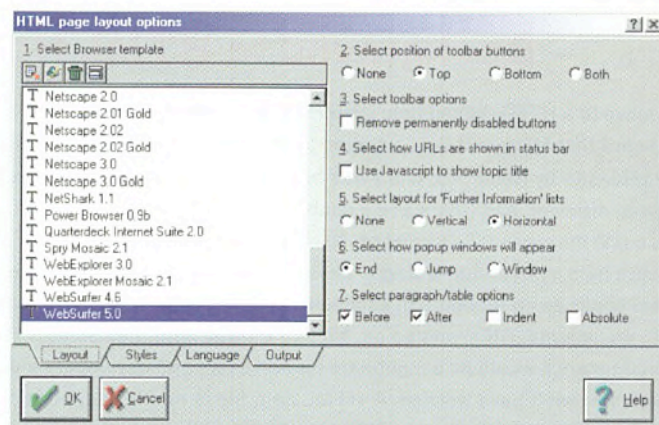 HTML page layout options
1. Select Browser template
Netscape 2.0
Netscape 2.01 Gold
Netscape 2.02
Netscape 2.02 Gold
Netscape 3.0
Netscape 3.0 Gold
NetShark 1.1
Power Browser 0.9b
Quarterdeck Internet Suite 2.0
Spry Mosaic 2.1
WebExplorer 3.0
WebExplorer Mosaic 2.1
WebSurfer 4.6
WebSurfer 5.0
2. Select position of toolbar buttons
None Top Bottom Both
3. Select toolbar options
Remove permanently disabled buttons
4. Select how URLs are shown in status bar
Use Javascript to show topic title
5. Select layout for 'Further Information' lists
None Vertical Horizontal
6. Select how popup windows will appear
End Jump Window
7. Select paragraph/table options
Before After Indent Absolute
Layout Styles Language Output
OK Cancel Help